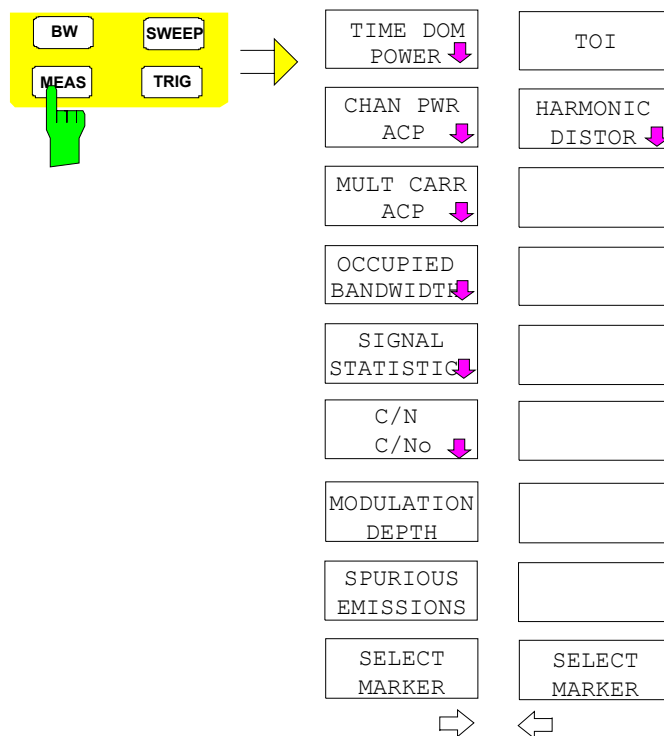 BW
SWEEP
MEAS
TRIG
TIME DOM
POWER
CHAN PWR
ACP
MULT CARR
ACP
OCCUPIED
BANDWIDTH
SIGNAL
STATISTIC
C/N
C/No
MODULATION
DEPTH
SPURIOUS
EMISSIONS
SELECT
MARKER
TOI
HARMONIC
DISTOR
SELECT
MARKER